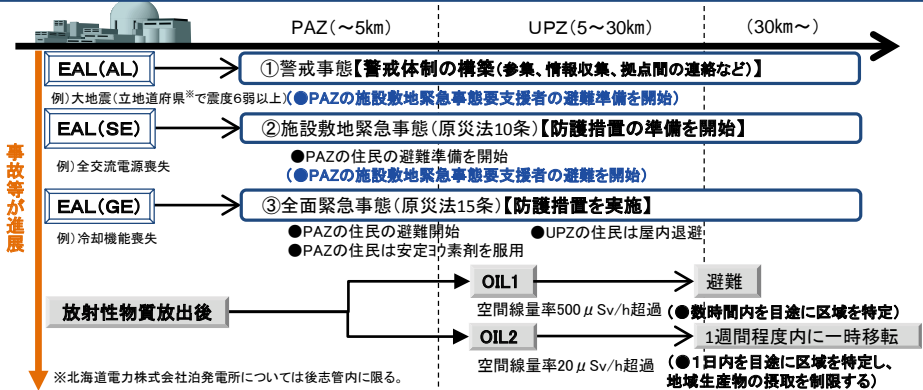 PAZ(～5km)
UPZ(5～30km)
(30km～)
EAL(AL)
①警戒事態【警戒体制の構築(参集、情報収集、拠点間の連絡など)】
例)大地震(立地道府県※で震度6弱以上)(●PAZの施設敷地緊急事態要支援者の避難準備を開始)
EAL(SE)
②施設敷地緊急事態(原災法10条)【防護措置の準備を開始】
例)全交流電源喪失
●PAZの住民の避難準備を開始
(●PAZの施設敷地緊急事態要支援者の避難を開始)
事故等が進展
EAL(GE)
③全面緊急事態(原災法15条)【防護措置を実施】
例)冷却機能喪失
●PAZの住民の避難開始
●UPZの住民は屋内退避
●PAZの住民は安定ヨウ素剤を服用
放射性物質放出後
OIL1
避難
空間線量率500μSv/h超過
(●数時間内を目途に区域を特定)
OIL2
1週間程度内に一時移転
空間線量率20μSv/h超過
(●1日内を目途に区域を特定し、
地域生産物の摂取を制限する)
※北海道電力株式会社泊発電所については後志管内に限る。